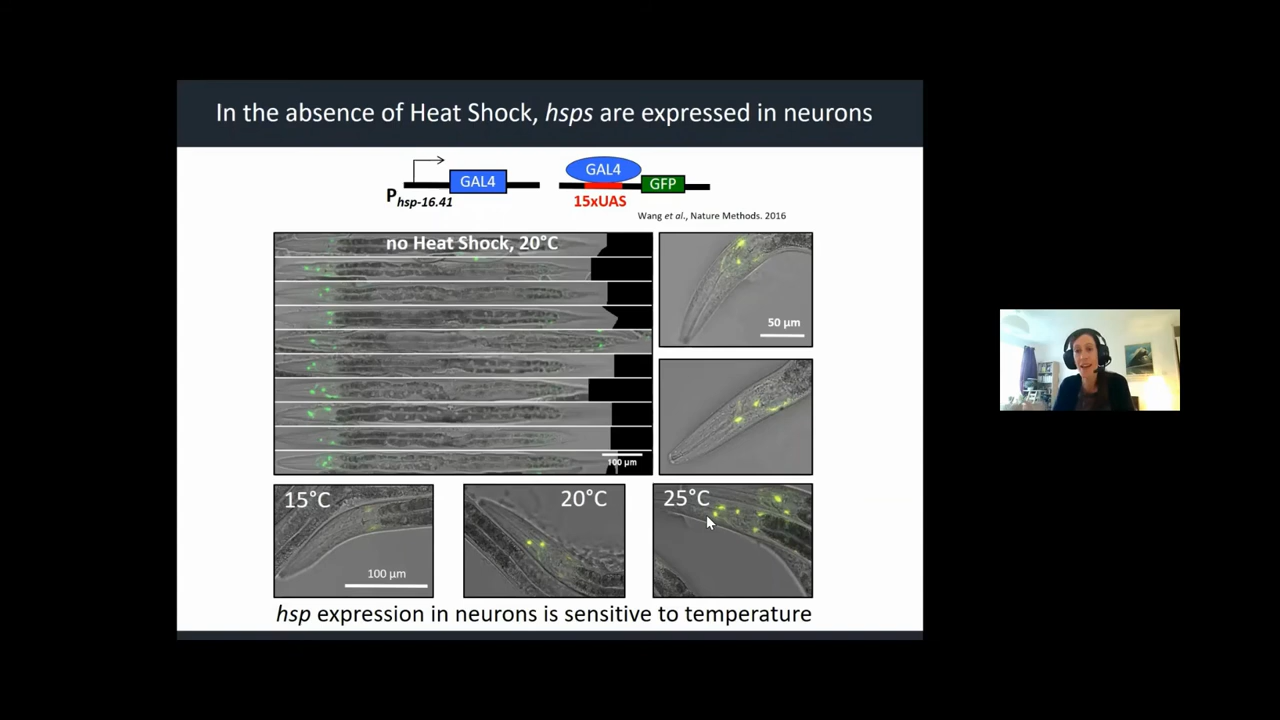 In the absence of Heat Shock, hsps are expressed in neurons
GAL4
GAL4
GFP
P hsp-16.41
15xUAS
Wang et al., Nature Methods. 2016
no Heat Shock, 20°C
100 µm
50 µm
15°C
100 µm
20°C
25°C
hsp expression in neurons is sensitive to temperature